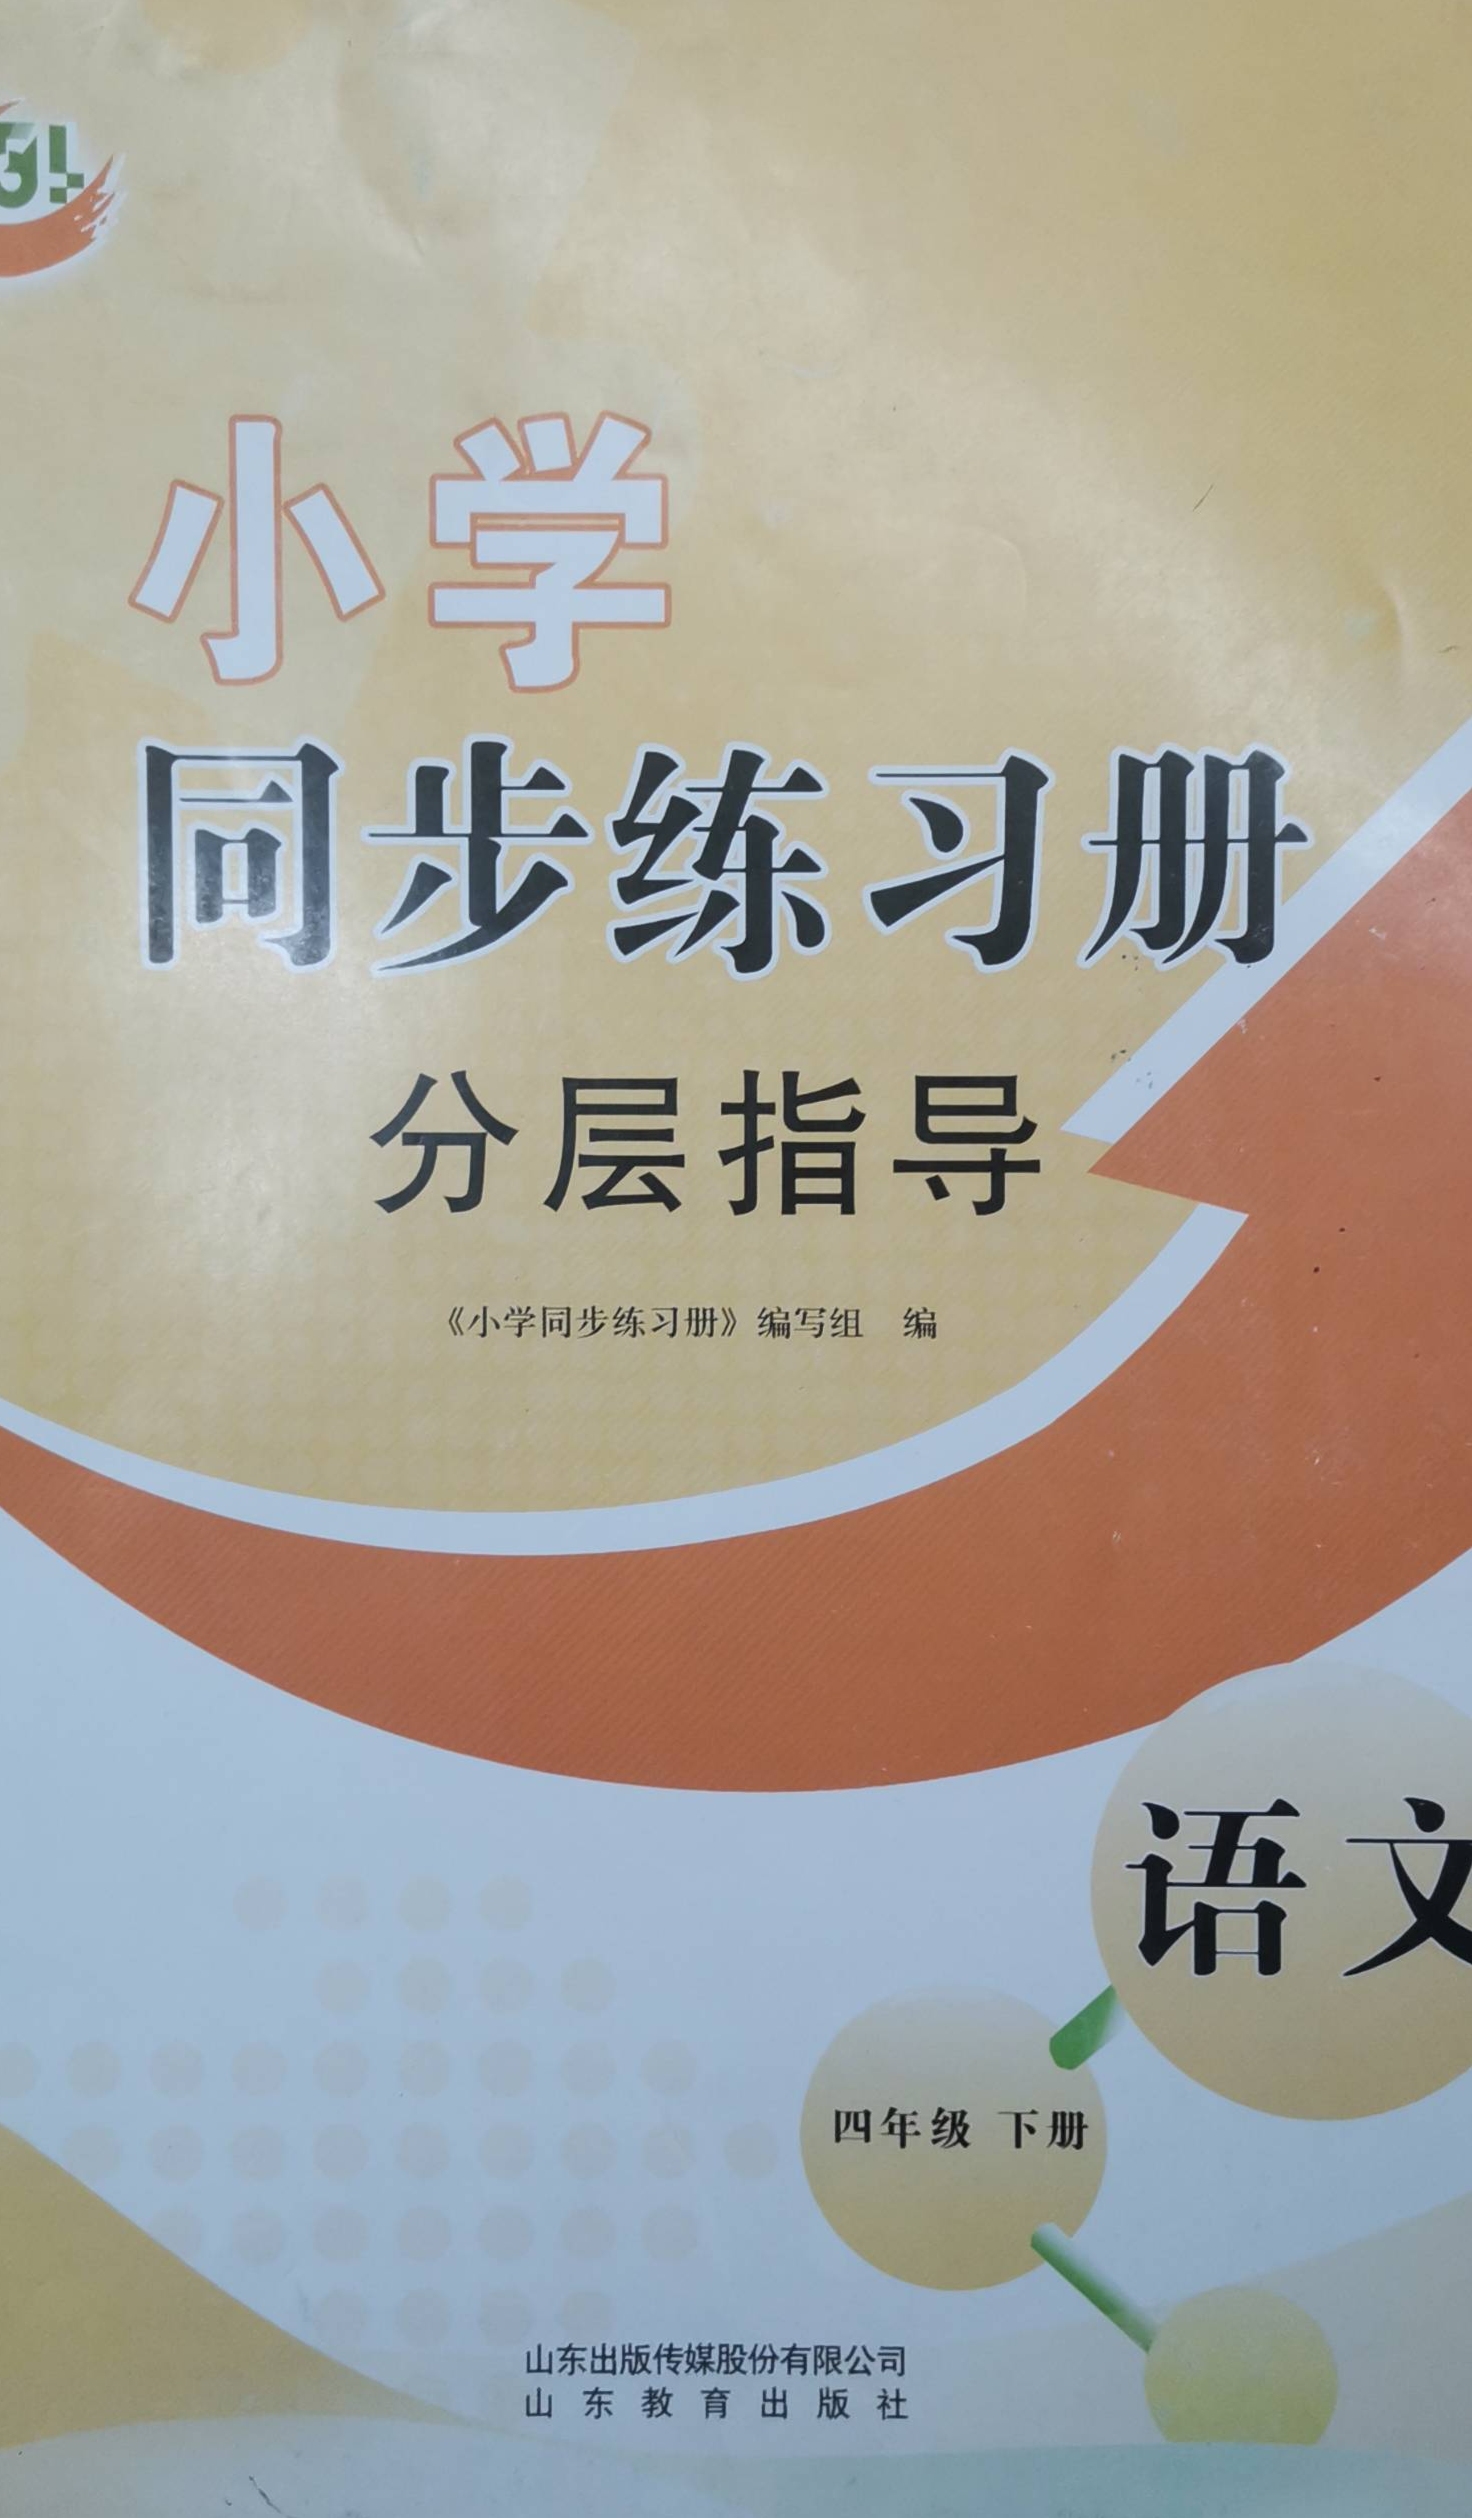 小学
同步练习册
分层指导
《小学同步练习册》编写组 编
语文
四年级 下册
山东出版传媒股份有限公司
山东教育出版社